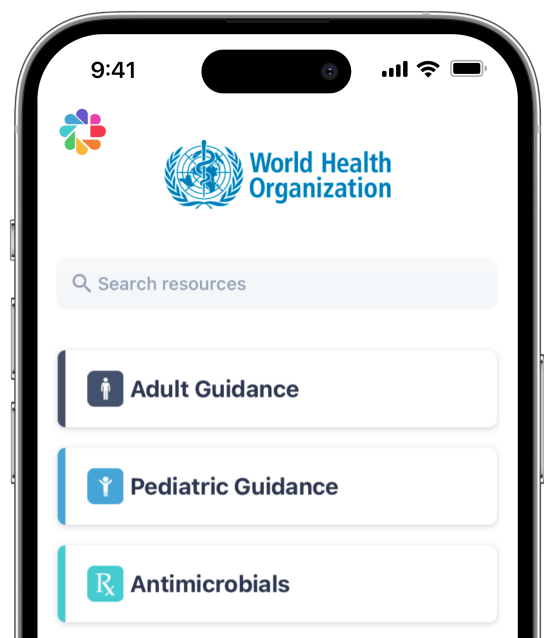 9:41
World Health
Organization
Search resources
Adult Guidance
Pediatric Guidance
Rx
Antimicrobials